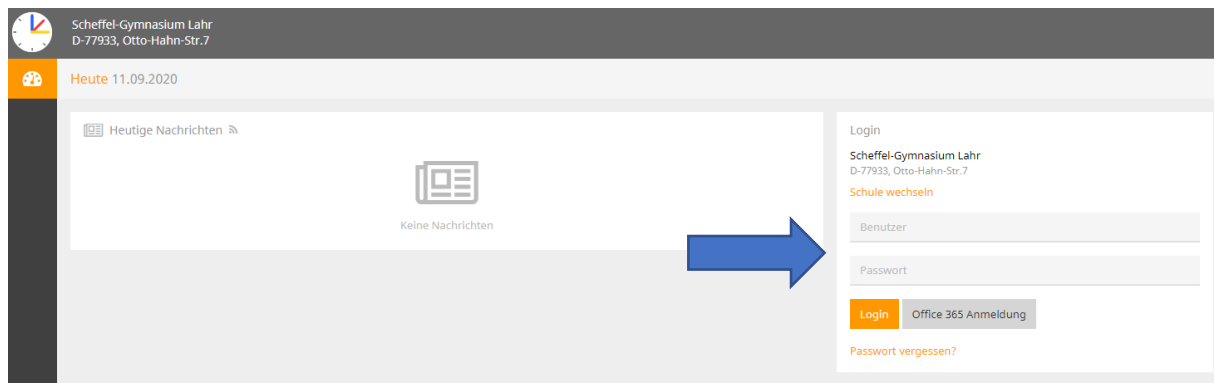 Scheffel-Gymnasium Lahr
D-77933, Otto-Hahn-Str.7
Heute 11.09.2020
Heutige Nachrichten
Keine Nachrichten
Login
Scheffel-Gymnasium Lahr
D-77933, Otto-Hahn-Str.7
Schule wechseln
Benutzer
Passwort
Login Office 365 Anmeldung
Passwort vergessen?